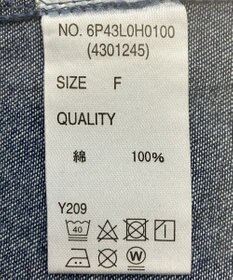 NO. 6P43L0H0100
(4301245)
SIZE F
QUALITY
綿 100%
Y209
40
W